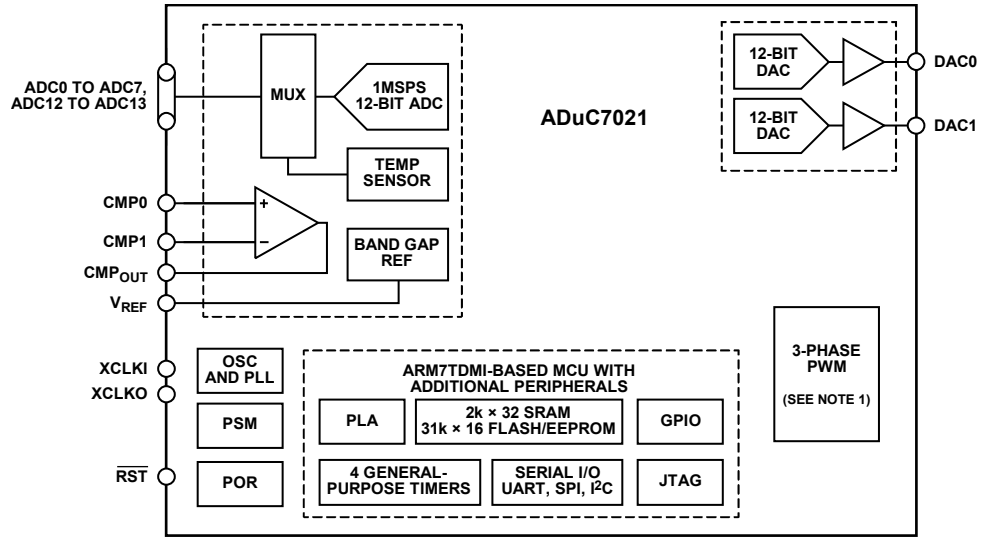 ADC0 TO ADC7,
ADC12 TO ADC13
MUX
1MSPS
12-BIT ADC
TEMP
SENSOR
CMP0
+
CMP1
−
CMPOUT
BAND GAP
REF
VREF
ADuC7021
12-BIT
DAC
DAC0
12-BIT
DAC
DAC1
XCLKI
XCLKO
OSC
AND PLL
PSM
RST
POR
ARM7TDMI-BASED MCU WITH
ADDITIONAL PERIPHERALS
PLA
2k × 32 SRAM
31k × 16 FLASH/EEPROM
GPIO
4 GENERAL-
PURPOSE TIMERS
SERIAL I/O
UART, SPI, I²C
JTAG
3-PHASE
PWM
(SEE NOTE 1)